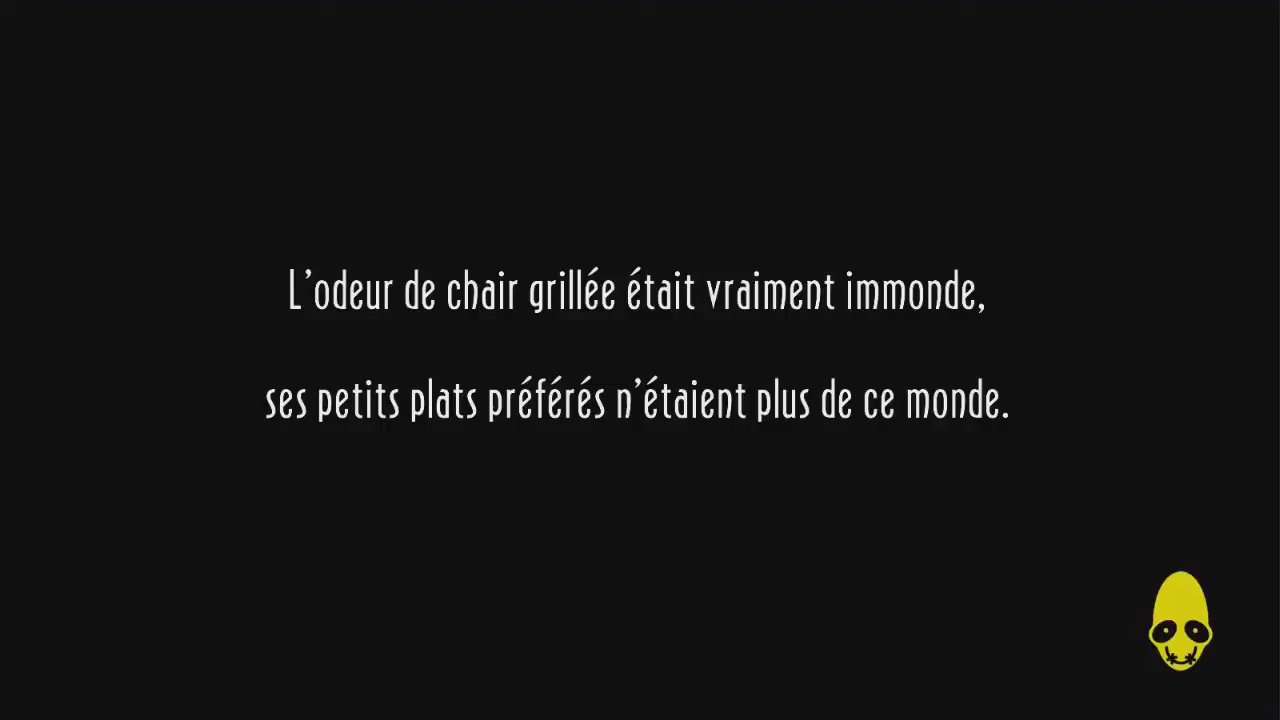 L’odeur de chair grillée était vraiment immonde,
ses petits plats préférés n’étaient plus de ce monde.